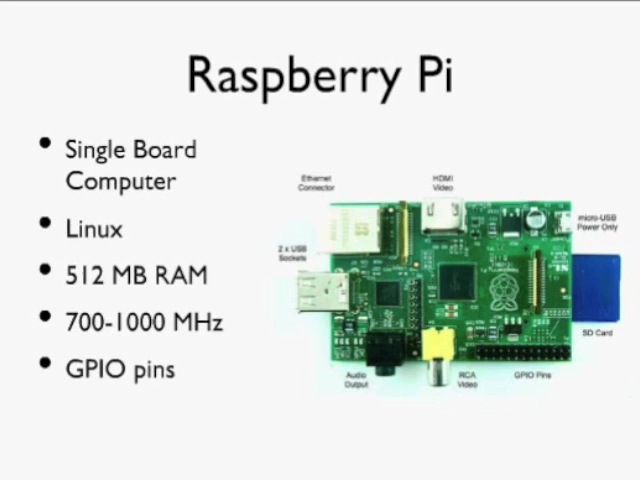 Raspberry Pi
• Single Board
Computer
• Linux
• 512 MB RAM
• 700-1000 MHz
• GPIO pins
Ethernet
Connector
HDMI
Video
micro-USB
Power Only
2 x USB
Sockets
SD Card
Audio
Output
RCA
Video
GPIO Pins